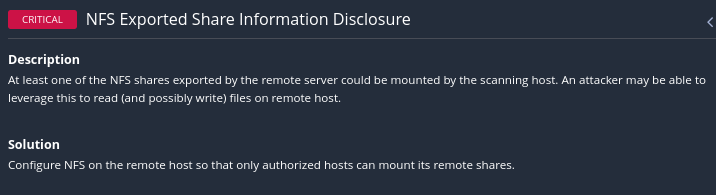 CRITICAL NFS Exported Share Information Disclosure
Description
At least one of the NFS shares exported by the remote server could be mounted by the scanning host. An attacker may be able to
leverage this to read (and possibly write) files on remote host.
Solution
Configure NFS on the remote host so that only authorized hosts can mount its remote shares.